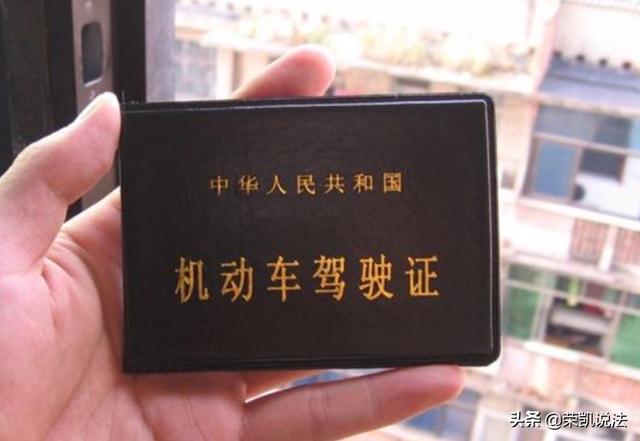 中华人民共和国
机动车驾驶证
头条 @荣凯说法